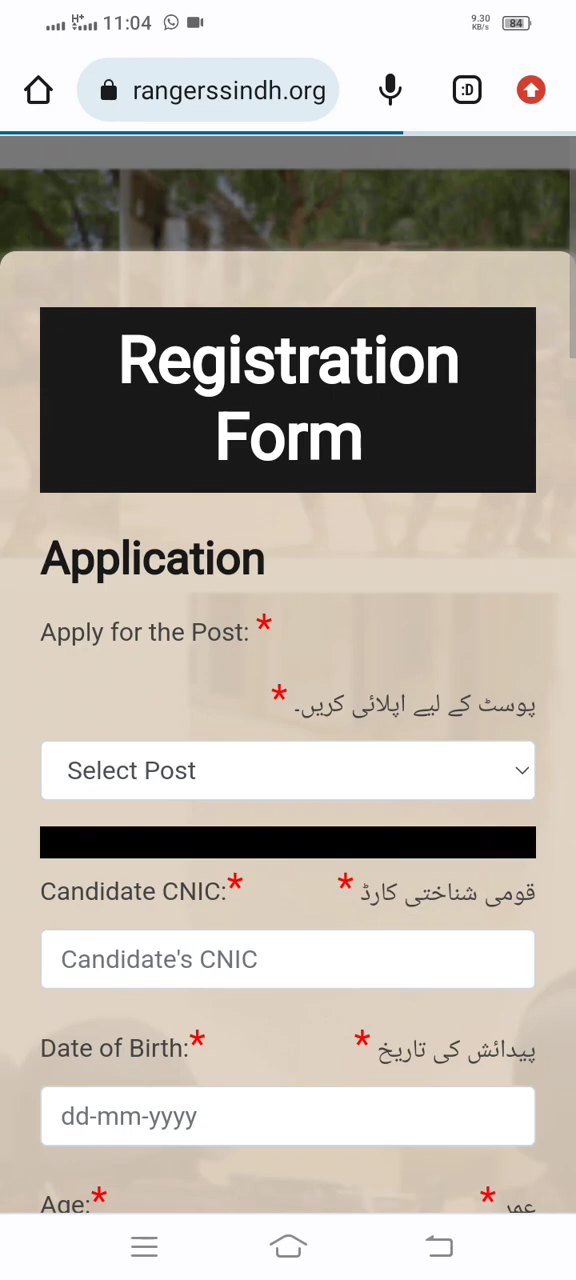 11:04
9.30
KB/s
84
H+
rangerssindh.org
:D
Registration
Form
Application
Apply for the Post: *
پوسٹ کے لیے اپلائی کریں۔ *
Select Post
Candidate CNIC:*
قومی شناختی کارڈ *
Candidate's CNIC
Date of Birth:*
پیدائش کی تاریخ *
dd-mm-yyyy
Age:*
عمر *